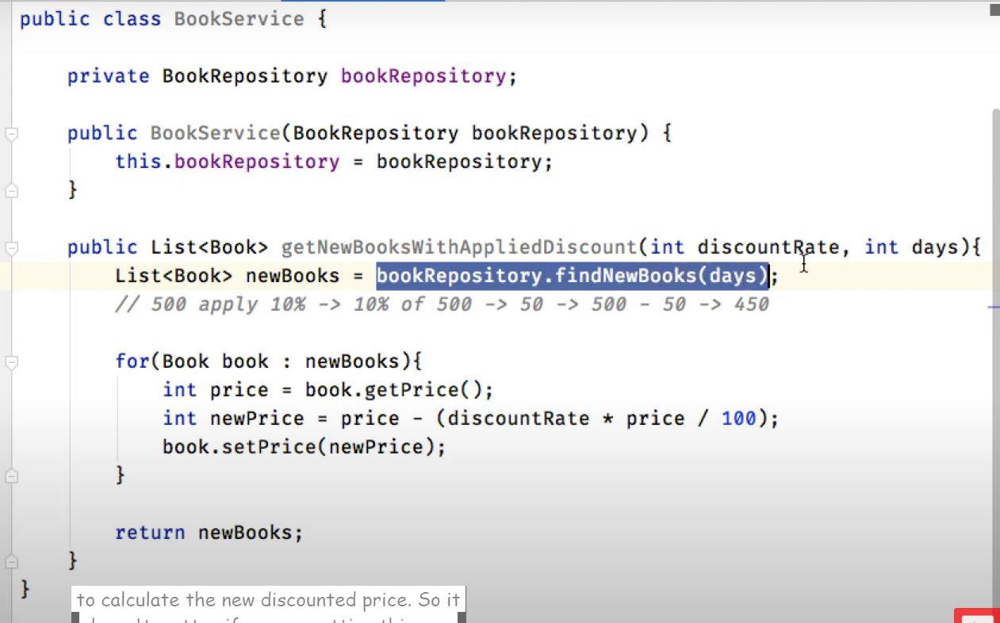 public class BookService {
private BookRepository bookRepository;
public BookService(BookRepository bookRepository) {
this.bookRepository = bookRepository;
}
public List<Book> getNewBooksWithAppliedDiscount(int discountRate, int days){
List<Book> newBooks = bookRepository.findNewBooks(days);
// 500 apply 10% -> 10% of 500 -> 50 -> 500 - 50 -> 450
for(Book book : newBooks){
int price = book.getPrice();
int newPrice = price - (discountRate * price / 100);
book.setPrice(newPrice);
}
return newBooks;
}
}
to calculate the new discounted price. So it